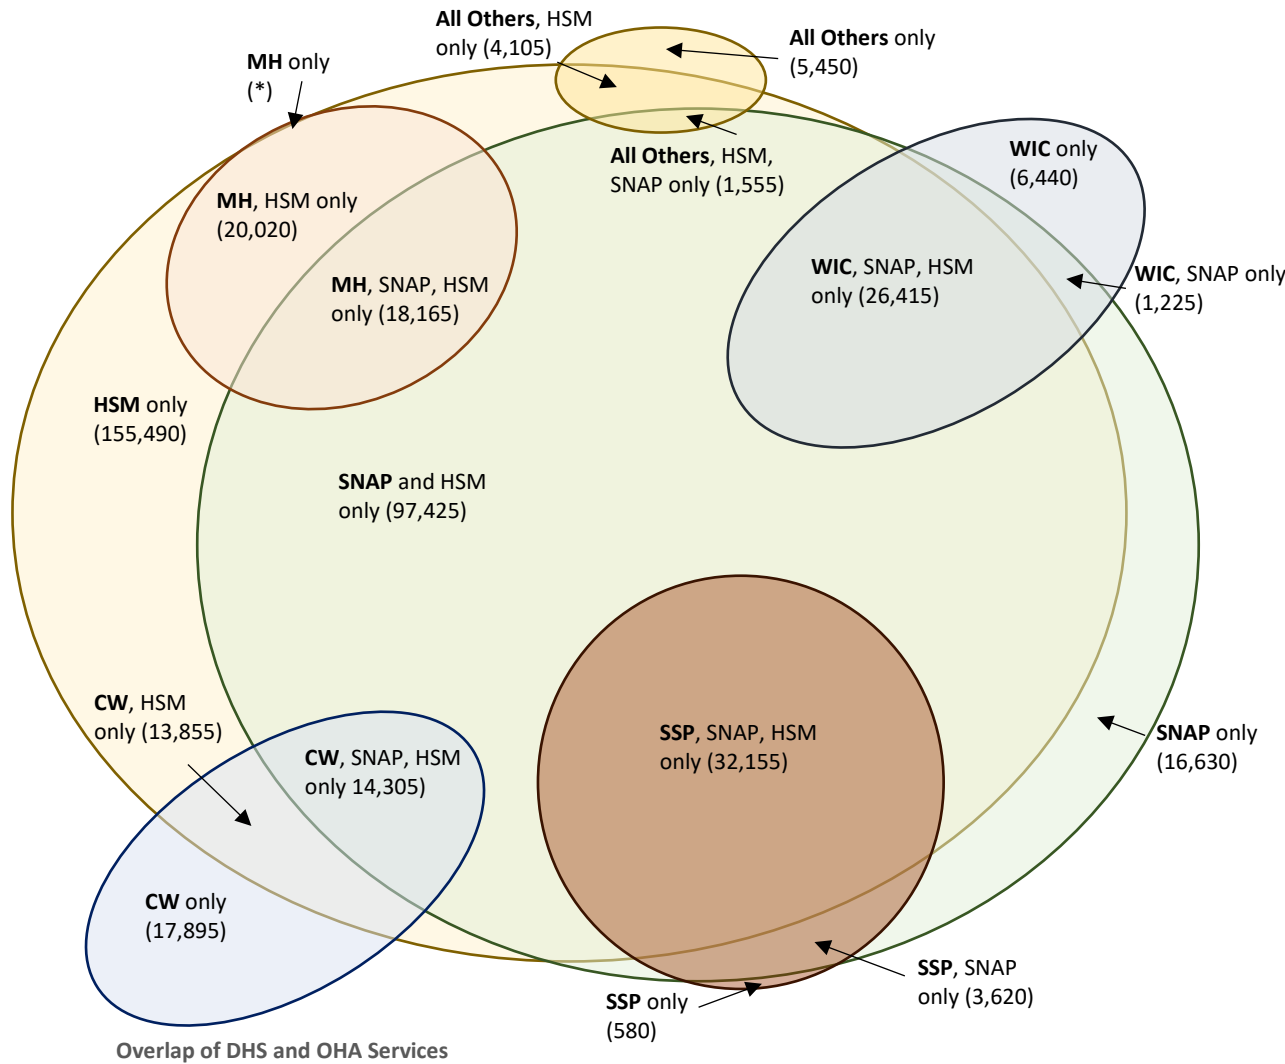 All Others, HSM
only (4,105)
All Others only
(5,450)
MH only
(*)
All Others, HSM,
SNAP only (1,555)
WIC only
(6,440)
MH, HSM only
(20,020)
WIC, SNAP, HSM
only (26,415)
WIC, SNAP only
(1,225)
MH, SNAP, HSM
only (18,165)
HSM only
(155,490)
SNAP and HSM
only (97,425)
CW, HSM
only (13,855)
CW, SNAP, HSM
only 14,305)
SSP, SNAP, HSM
only (32,155)
SNAP only
(16,630)
CW only
(17,895)
SSP, SNAP
only (3,620)
SSP only
(580)
Overlap of DHS and OHA Services